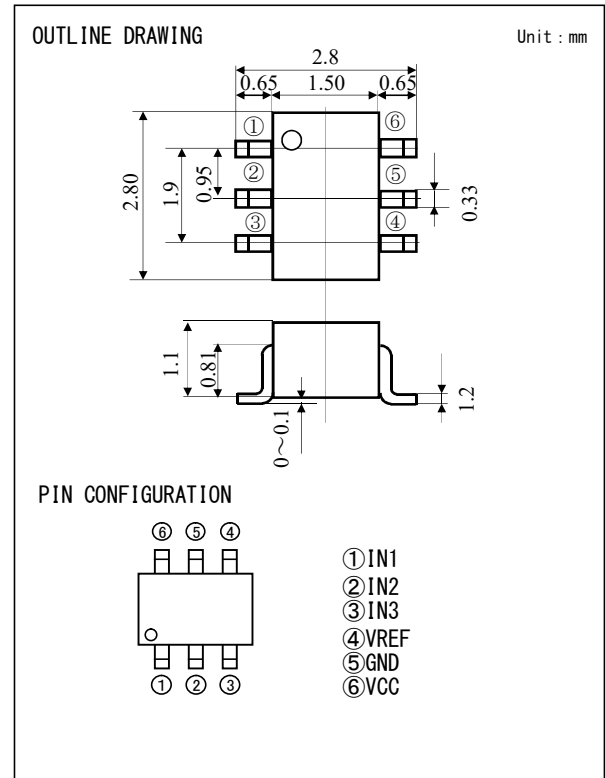 OUTLINE DRAWING
Unit : mm
2.8
0.65 1.50 0.65
① ⑥
② ⑤
③ ④
2.80
1.9
0.95
0.33
1.1
0.81
0～0.1
1.2
PIN CONFIGURATION
⑥ ⑤ ④
① ② ③
①IN1
②IN2
③IN3
④VREF
⑤GND
⑥VCC